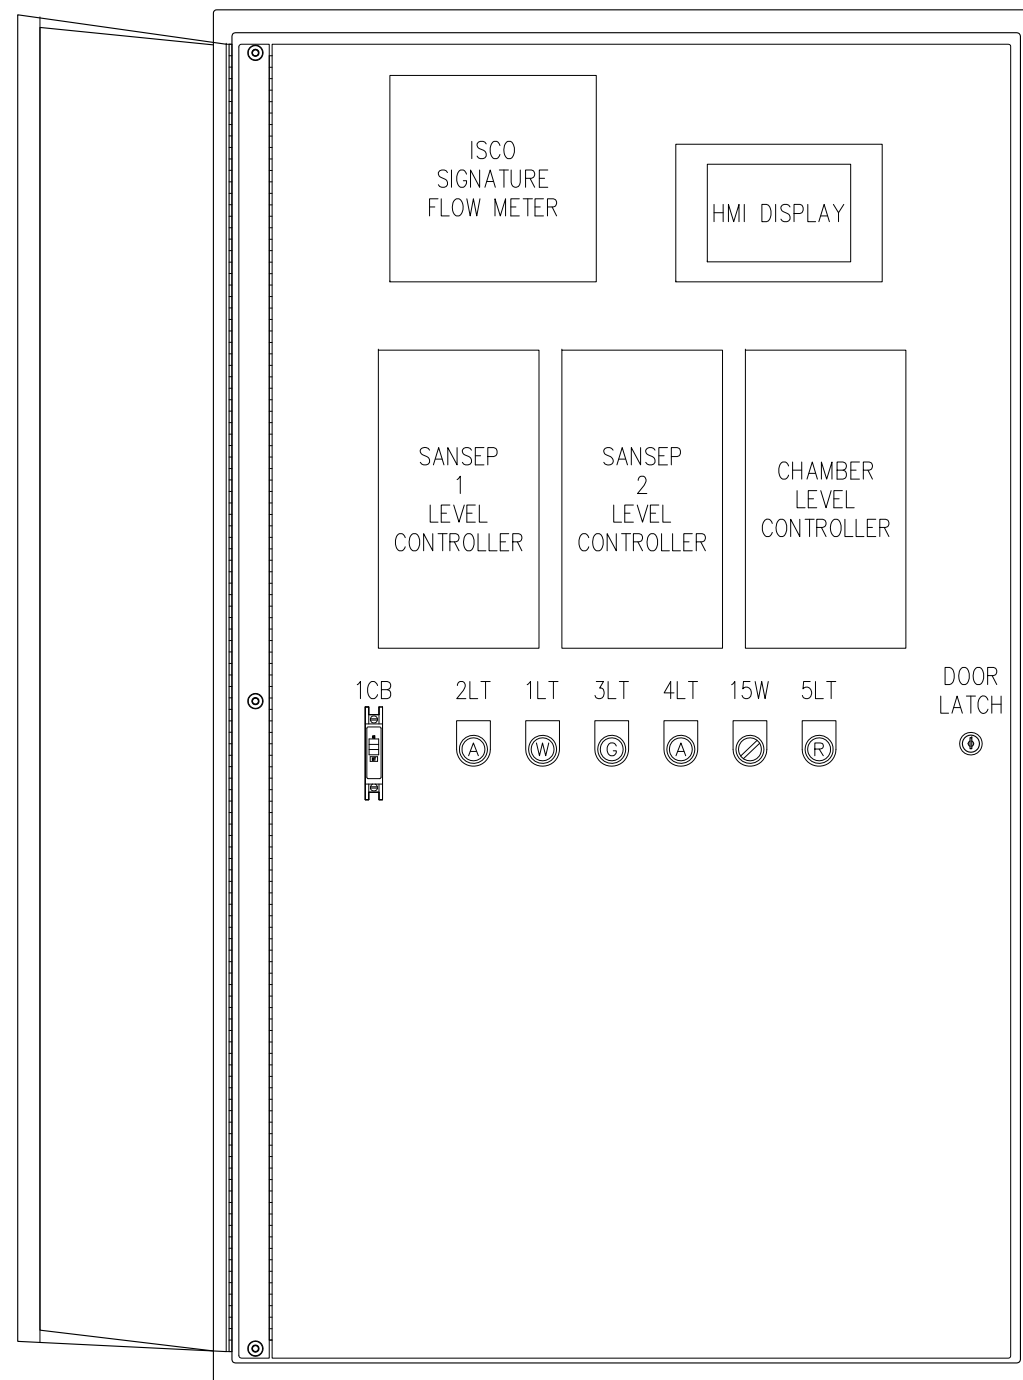 ISCO
SIGNATURE
FLOW METER
HMI DISPLAY
SANSEP
1
LEVEL
CONTROLLER
SANSEP
2
LEVEL
CONTROLLER
CHAMBER
LEVEL
CONTROLLER
1CB
2LT
1LT
3LT
4LT
15W
5LT
DOOR
LATCH
A
W
G
A
R